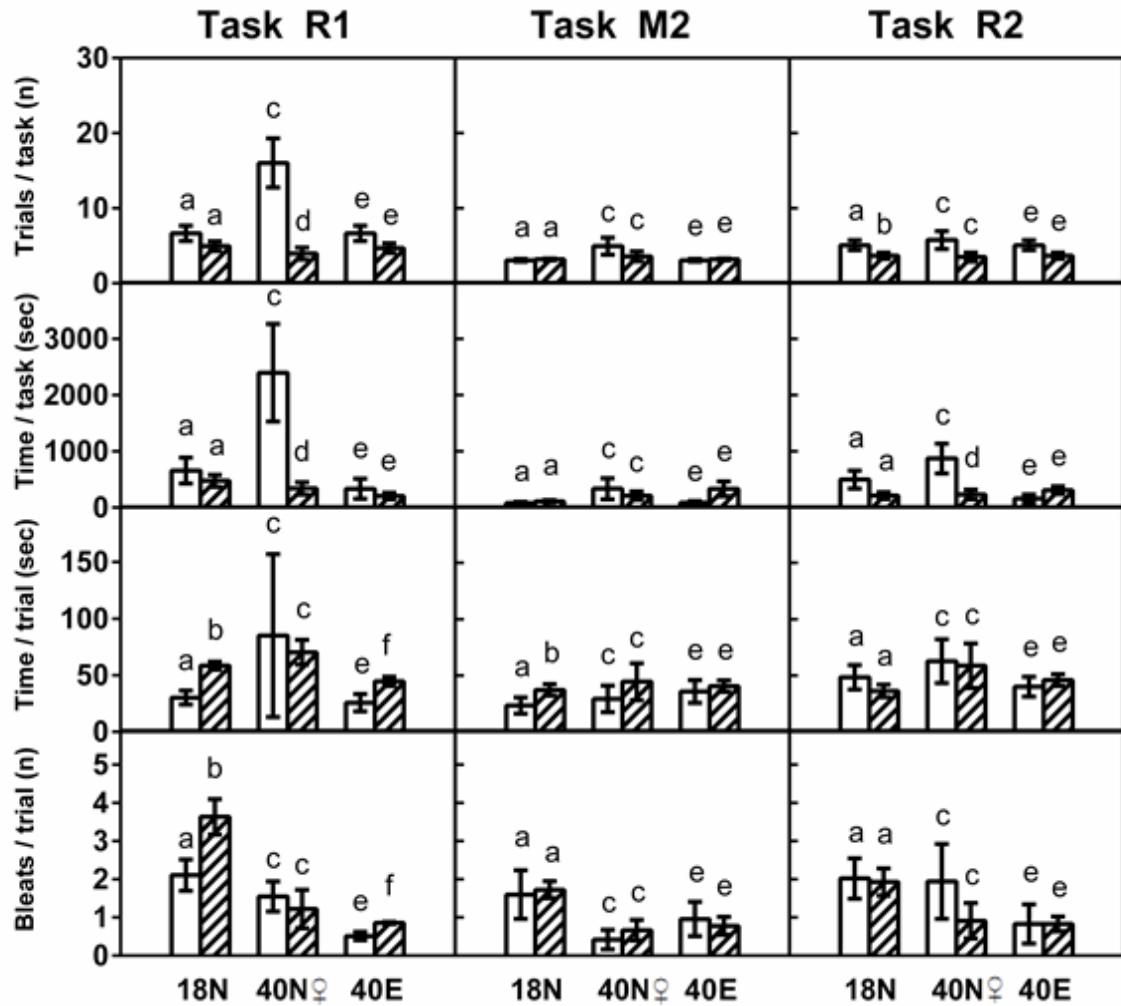 Task R1 Task M2 Task R2
Trials / task (n)
30
20
10
0
c
a a d e e
a a c c e e
a b c c e e
Time / task (sec)
3000
2000
1000
0
c
a a d e e
a a c c e e
a a c d e e
Time / trial (sec)
150
100
50
0
a b c c e f
a b c c e e
a a c c e e
Bleats / trial (n)
5
4
3
2
1
0
a b c c e f
a a c c e e
a a c c e e
18N 40N♀ 40E 18N 40N♀ 40E 18N 40N♀ 40E